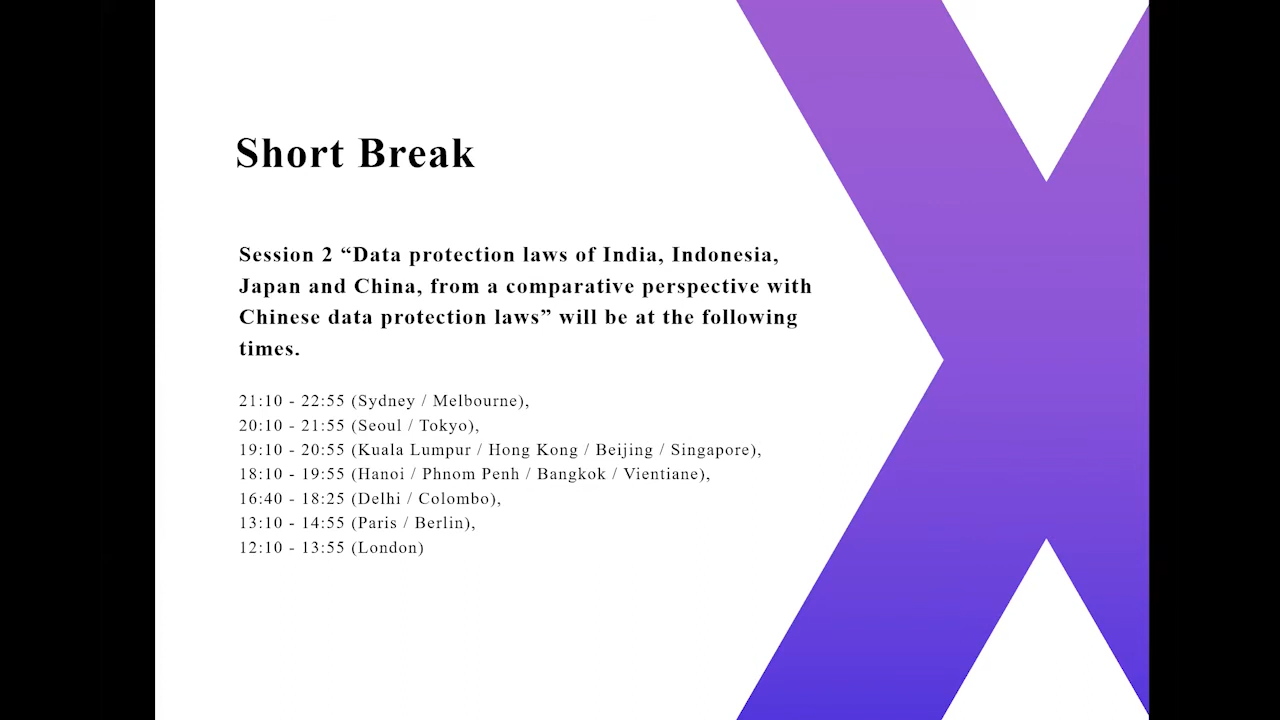 Short Break
Session 2 “Data protection laws of India, Indonesia,
Japan and China, from a comparative perspective with
Chinese data protection laws” will be at the following
times.
21:10 - 22:55 (Sydney / Melbourne),
20:10 - 21:55 (Seoul / Tokyo),
19:10 - 20:55 (Kuala Lumpur / Hong Kong / Beijing / Singapore),
18:10 - 19:55 (Hanoi / Phnom Penh / Bangkok / Vientiane),
16:40 - 18:25 (Delhi / Colombo),
13:10 - 14:55 (Paris / Berlin),
12:10 - 13:55 (London)